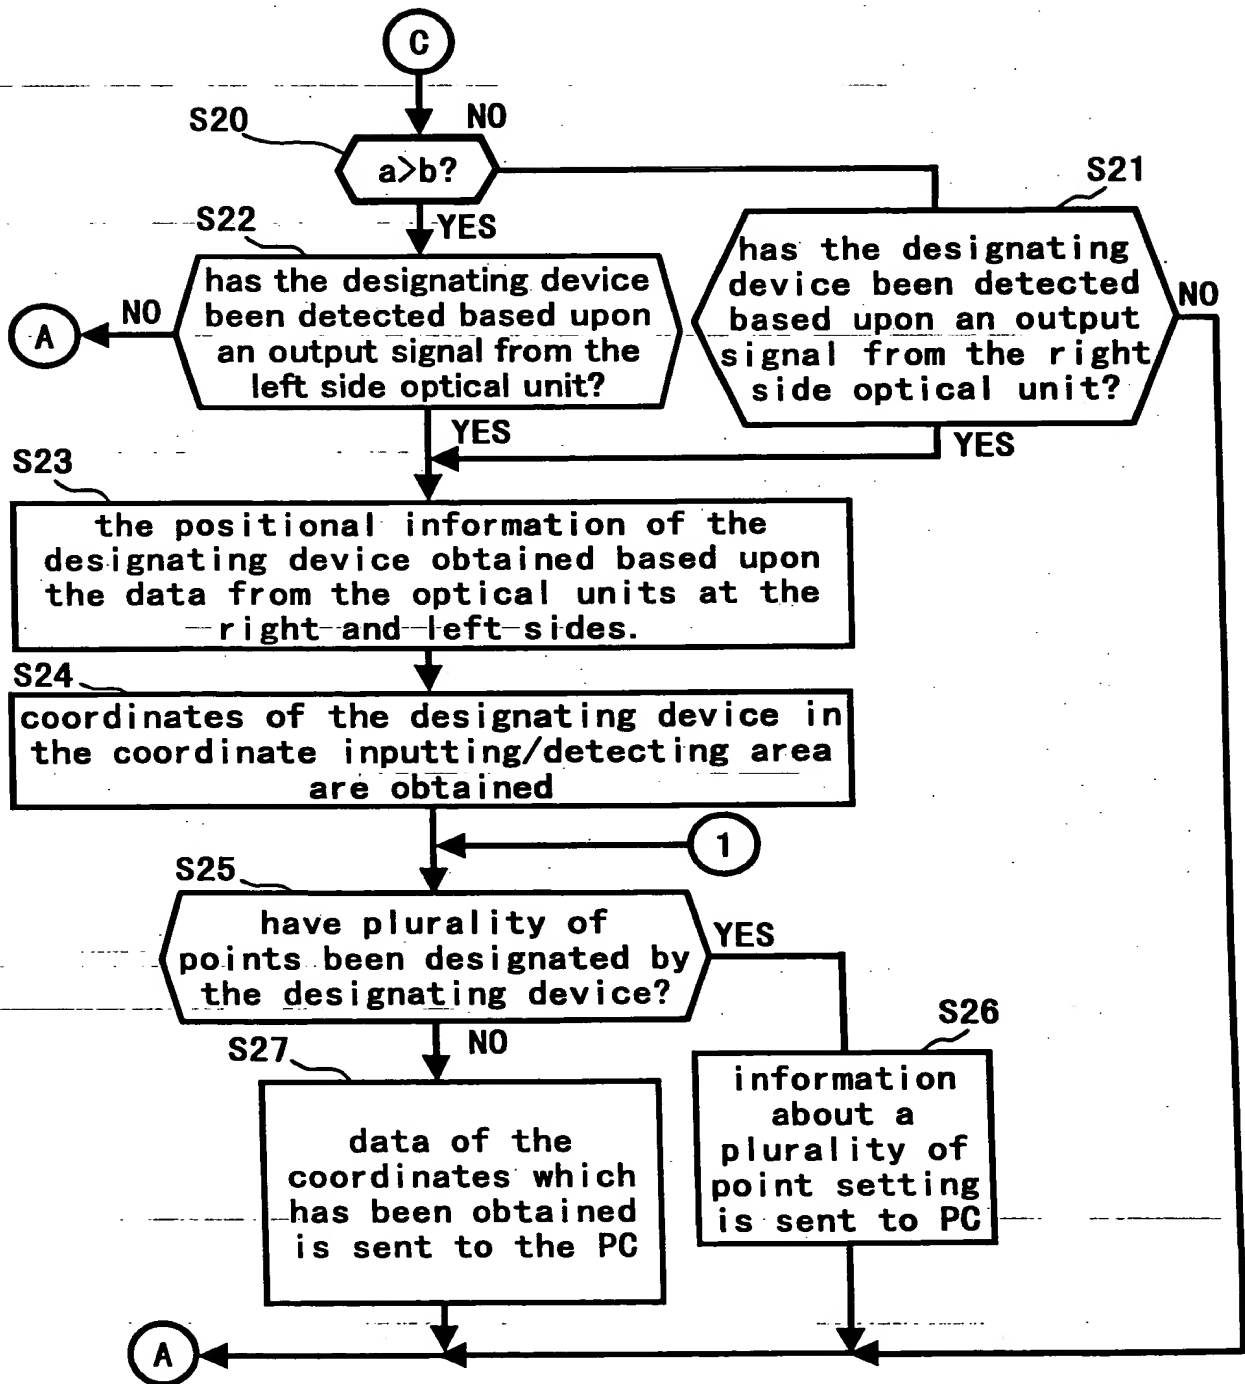 C
S20
NO
a>b?
S21
S22
YES
has the designating device
been detected based upon
an output signal from the
left side optical unit?
has the designating
device been detected
based upon an output
signal from the right
side optical unit?
NO
A
NO
YES
YES
S23
the positional information of the
designating device obtained based upon
the data from the optical units at the
right and left sides.
S24
coordinates of the designating device in
the coordinate inputting/detecting area
are obtained
1
S25
have plurality of
points been designated by
the designating device?
YES
NO
S26
S27
information
about a
plurality of
point setting
is sent to PC
data of the
coordinates which
has been obtained
is sent to the PC
A